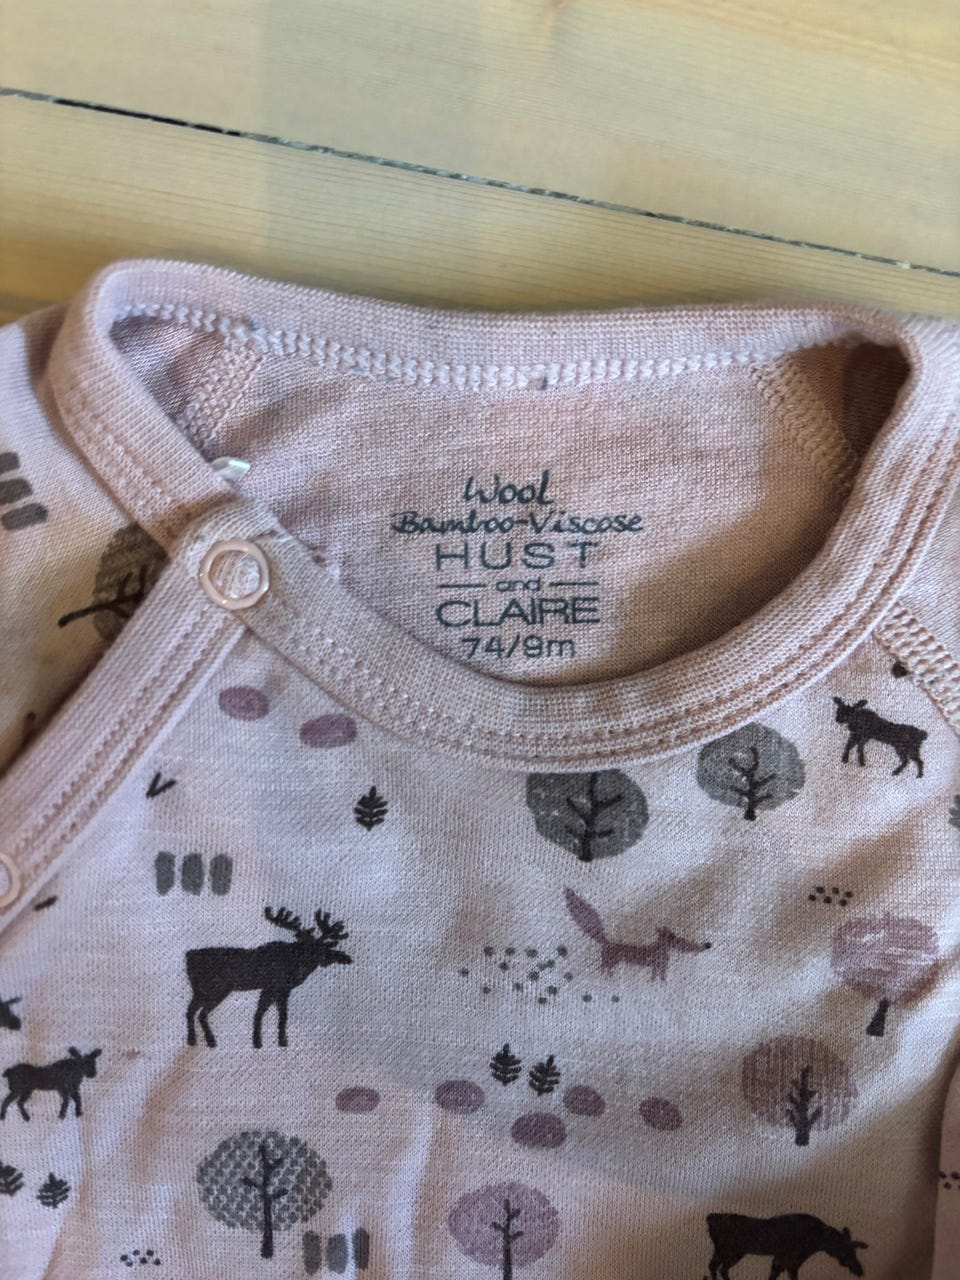 Wool
Bamboo-Viscose
HUST
and
CLAIRE
74/9m